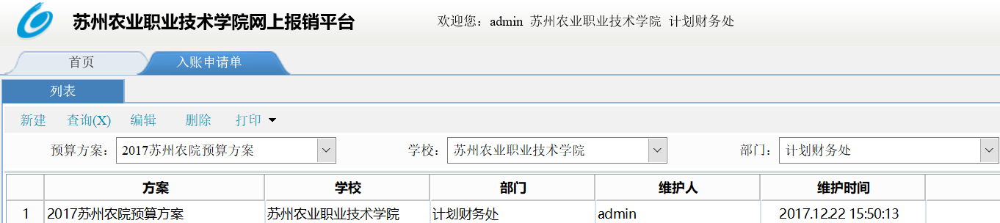 苏州农业职业技术学院网上报销平台 欢迎您：admin 苏州农业职业技术学院 计划财务处
首页 入账申请单
列表
新建 查询(X) 编辑 删除 打印
预算方案： 2017苏州农院预算方案 学校： 苏州农业职业技术学院 部门： 计划财务处
方案 学校 部门 维护人 维护时间
1 2017苏州农院预算方案 苏州农业职业技术学院 计划财务处 admin 2017.12.22 15:50:13